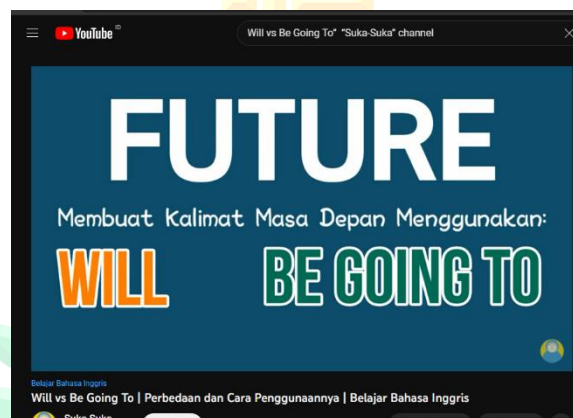 YouTube ID
Will vs Be Going To" "Suka-Suka" channel
FUTURE
Membuat Kalimat Masa Depan Menggunakan:
WILL BE GOING TO
Belajar Bahasa Inggris
Will vs Be Going To | Perbedaan dan Cara Penggunaannya | Belajar Bahasa Inggris
Suka-Suka